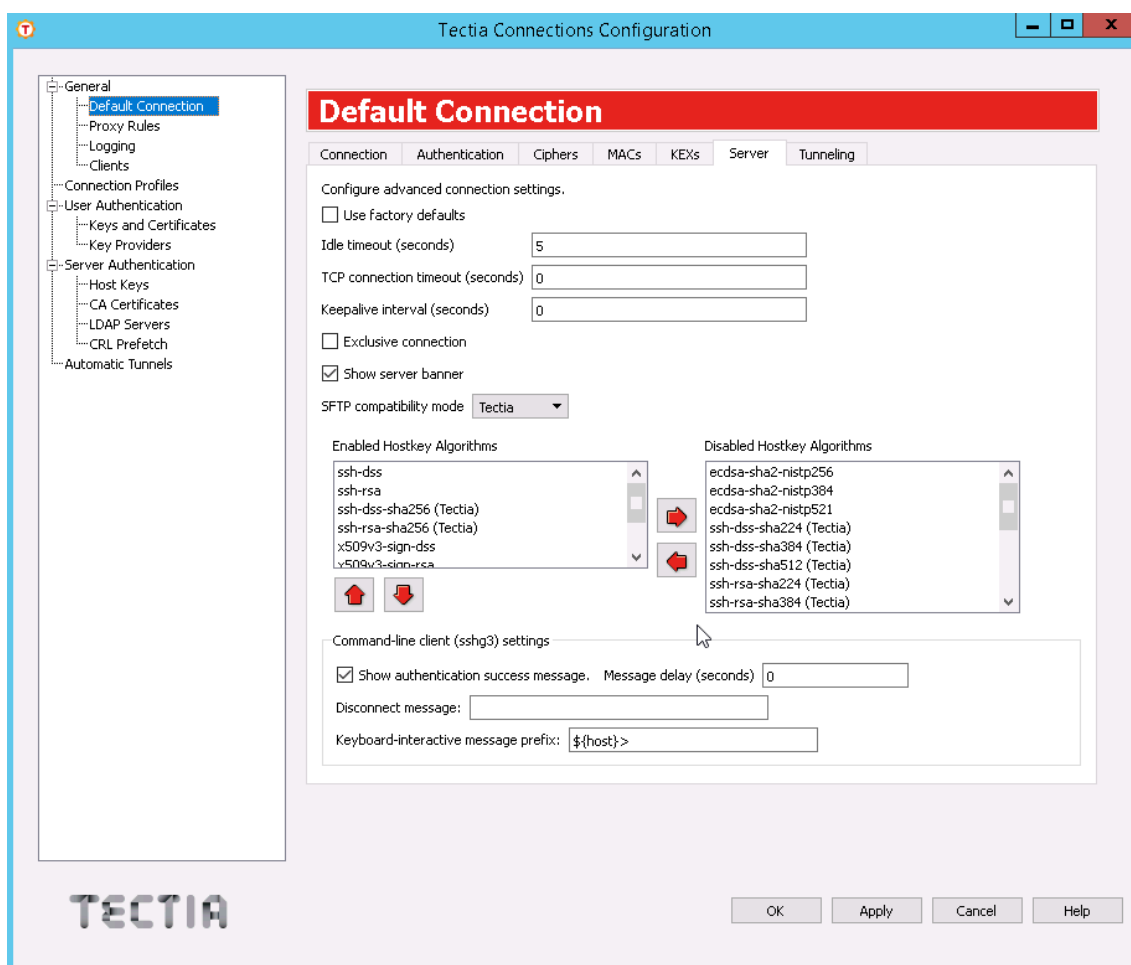 Tectia Connections Configuration
General
Default Connection
Proxy Rules
Logging
Clients
Connection Profiles
User Authentication
Keys and Certificates
Key Providers
Server Authentication
Host Keys
CA Certificates
LDAP Servers
CRL Prefetch
Automatic Tunnels
Default Connection
Connection Authentication Ciphers MACs KEXs Server Tunneling
Configure advanced connection settings.
Use factory defaults
Idle timeout (seconds) 5
TCP connection timeout (seconds) 0
Keepalive interval (seconds) 0
Exclusive connection
Show server banner
SFTP compatibility mode Tectia
Enabled Hostkey Algorithms
ssh-dss
ssh-rsa
ssh-dss-sha256 (Tectia)
ssh-rsa-sha256 (Tectia)
x509v3-sign-dss
x509v3-sign-rsa
Disabled Hostkey Algorithms
ecdsa-sha2-nistp256
ecdsa-sha2-nistp384
ecdsa-sha2-nistp521
ssh-dss-sha224 (Tectia)
ssh-dss-sha384 (Tectia)
ssh-dss-sha512 (Tectia)
ssh-rsa-sha224 (Tectia)
ssh-rsa-sha384 (Tectia)
Command-line client (sshg3) settings
Show authentication success message. Message delay (seconds) 0
Disconnect message:
Keyboard-interactive message prefix: ${host}>
TECTIA
OK Apply Cancel Help